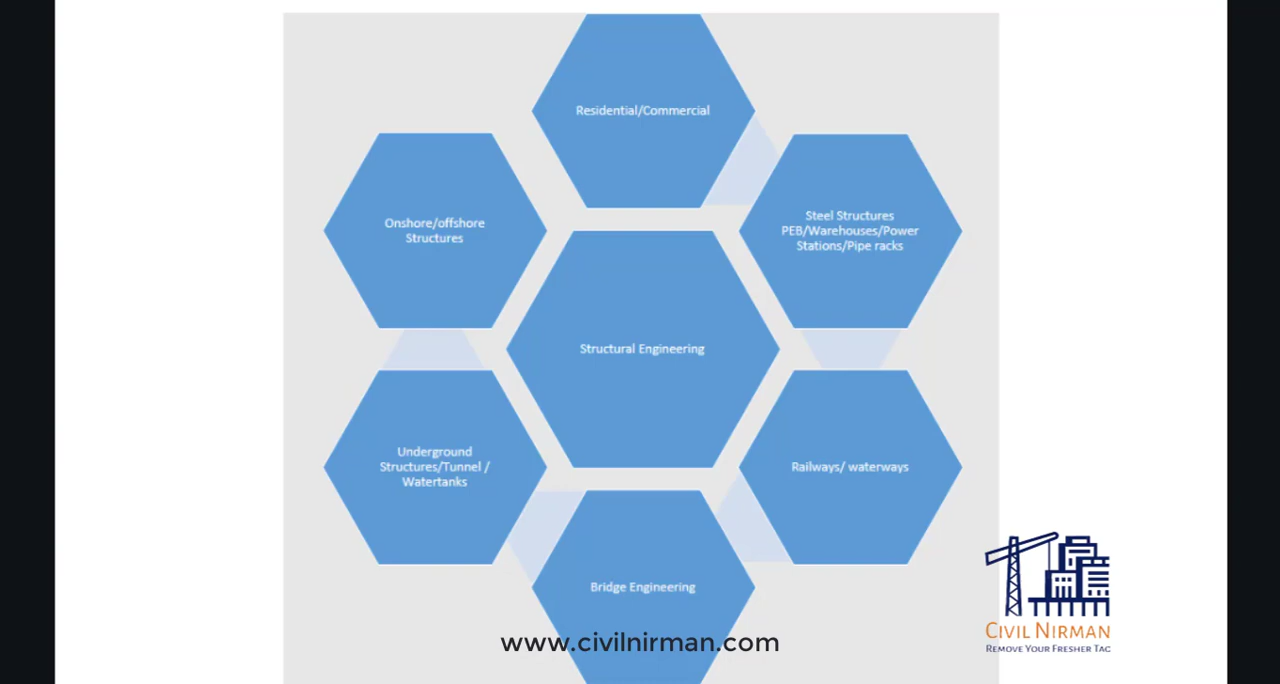 Residential/Commercial
Onshore/offshore
Structures
Steel Structures
PEB/Warehouses/Power
Stations/Pipe racks
Structural Engineering
Underground
Structures/Tunnel /
Watertanks
Railways/ waterways
Bridge Engineering
www.civilnirman.com
CIVIL NIRMAN
REMOVE YOUR FRESHER TAC